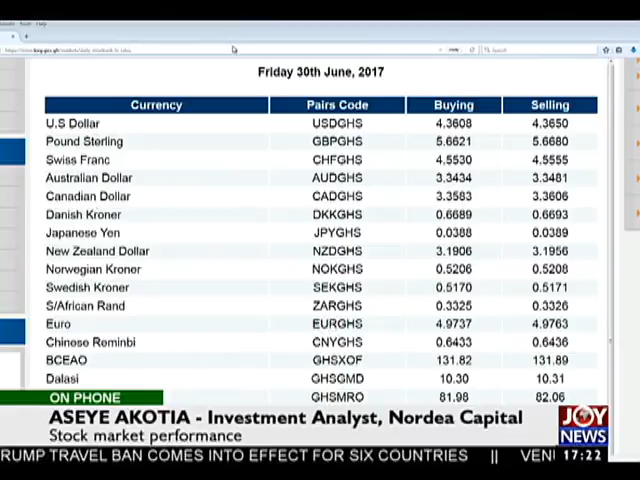 Friday 30th June, 2017
Currency Pairs Code Buying Selling
U.S Dollar USDGHS 4.3608 4.3650
Pound Sterling GBPGHS 5.6621 5.6680
Swiss Franc CHFGHS 4.5530 4.5555
Australian Dollar AUDGHS 3.3434 3.3481
Canadian Dollar CADGHS 3.3583 3.3606
Danish Kroner DKKGHS 0.6689 0.6693
Japanese Yen JPYGHS 0.0388 0.0389
New Zealand Dollar NZDGHS 3.1906 3.1956
Norwegian Kroner NOKGHS 0.5206 0.5208
Swedish Kroner SEKGHS 0.5170 0.5171
S/African Rand ZARGHS 0.3325 0.3326
Euro EURGHS 4.9737 4.9763
Chinese Reminbi CNYGHS 0.6433 0.6436
BCEAO GHSXOF 131.82 131.89
Dalasi GHSGMD 10.30 10.31
GHSMRO 81.98 82.06
ON PHONE
ASEYE AKOTIA - Investment Analyst, Nordea Capital
Stock market performance
JOY
NEWS
RUMP TRAVEL BAN COMES INTO EFFECT FOR SIX COUNTRIES || VEN
17:22